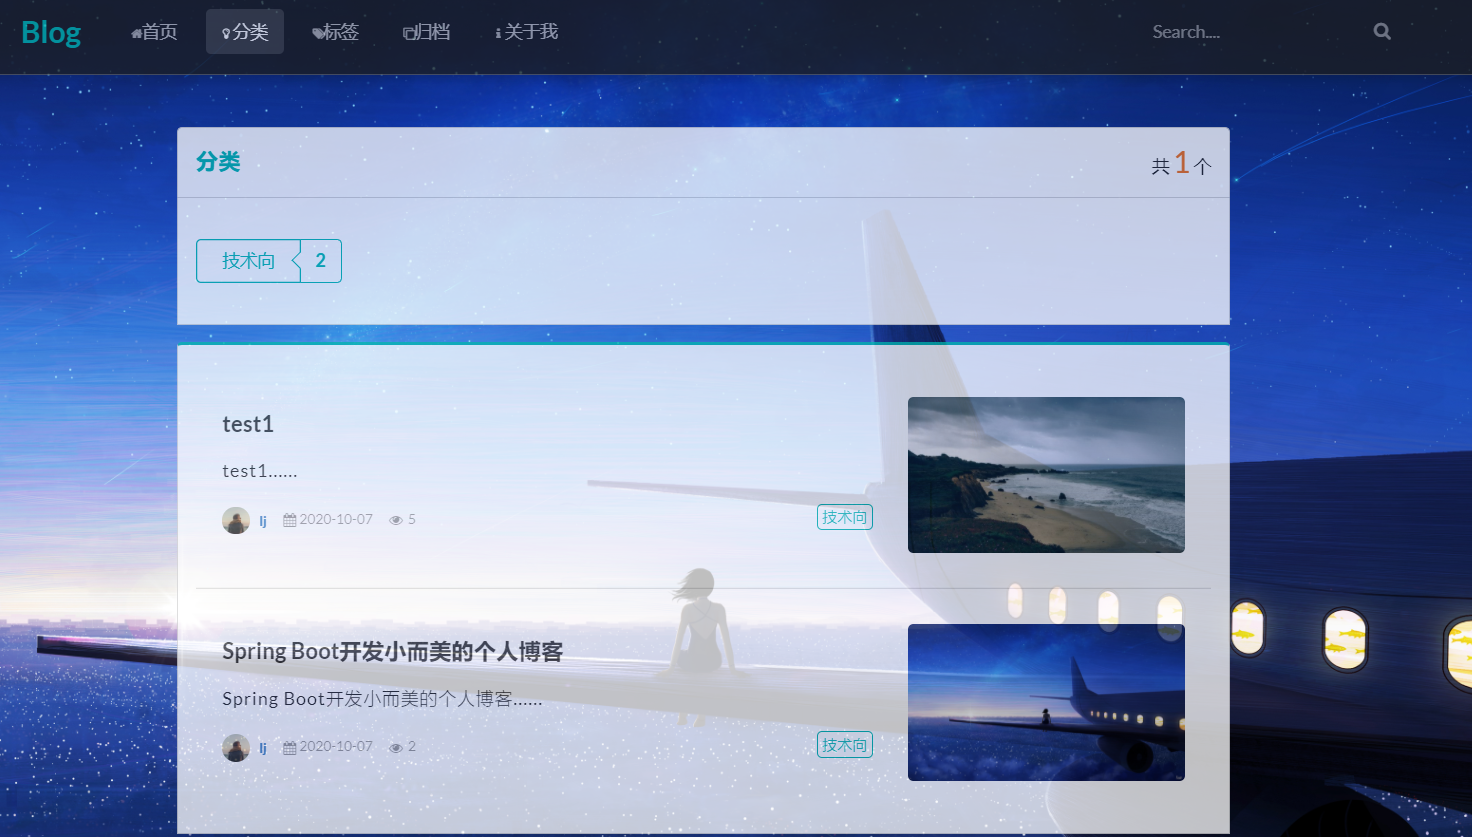 Blog 首页 分类 标签 归档 关于我 Search....
分类 共 1 个
技术向 2
test1
test1......
lj 2020-10-07 5 技术向
Spring Boot开发小而美的个人博客
Spring Boot开发小而美的个人博客......
lj 2020-10-07 2 技术向